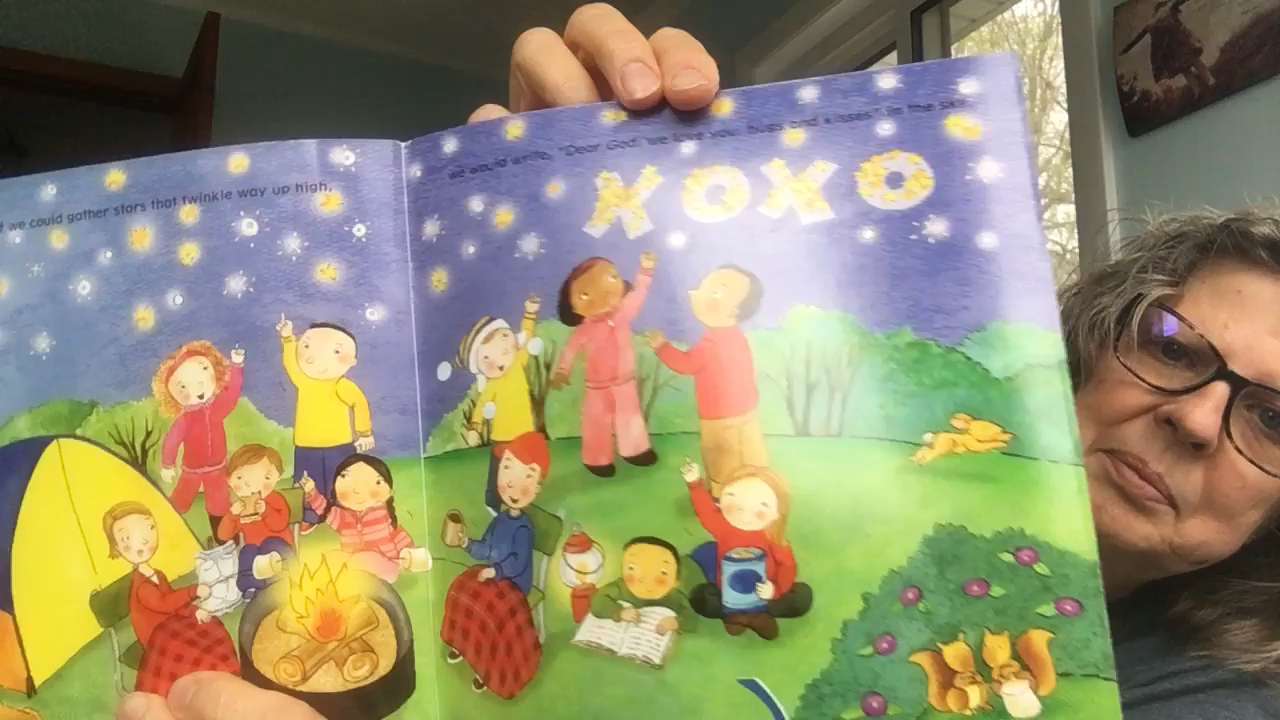 f we could gather stars that twinkle way up high,
we would write, "Dear God, we love you, hugs and kisses" in the sky.
XOXO